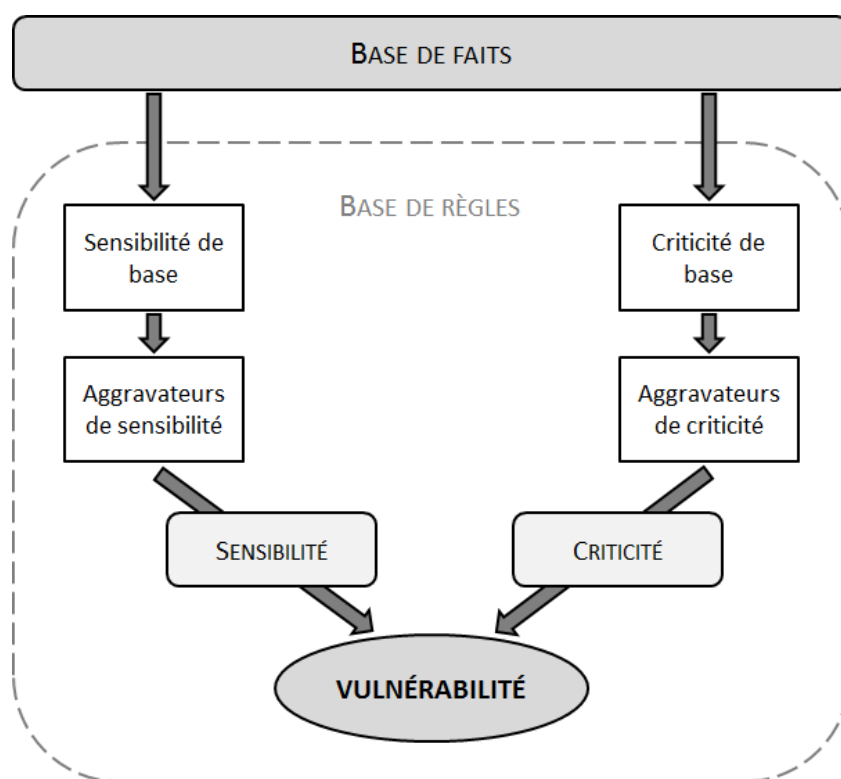 BASE DE FAITS
BASE DE RÈGLES
Sensibilité de
base
Criticité de
base
Aggravateurs
de sensibilité
Aggravateurs
de criticité
SENSIBILITÉ
CRITICITÉ
VULNÉRABILITÉ